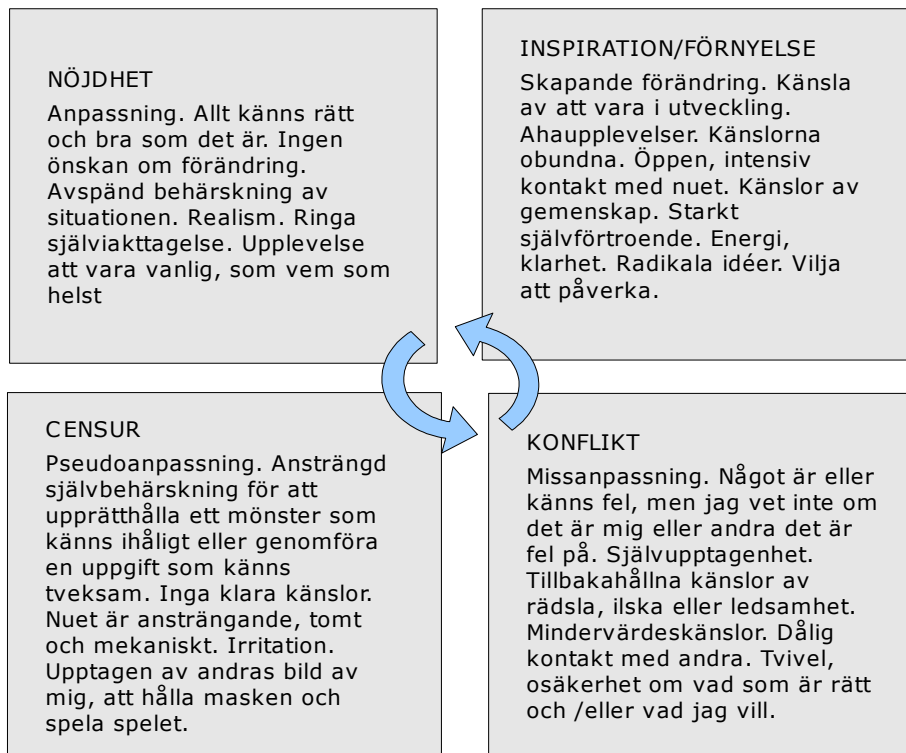 NÖJDHET
Anpassning. Allt känns rätt
och bra som det är. Ingen
önskan om förändring.
Avspänd behärskning av
situationen. Realism. Ringa
själviakttagelse. Upplevelse
att vara vanlig, som vem som
helst
INSPIRATION/FÖRNYELSE
Skapande förändring. Känsla
av att vara i utveckling.
Ahaupplevelser. Känslorna
obundna. Öppen, intensiv
kontakt med nuet. Känslor av
gemenskap. Starkt
självförtroende. Energi,
klarhet. Radikala idéer. Vilja
att påverka.
CENSUR
Pseudoanpassning. Ansträngd
självbehärskning för att
upprätthålla ett mönster som
känns ihåligt eller genomföra
en uppgift som känns
tveksam. Inga klara känslor.
Nuet är ansträngande, tomt
och mekaniskt. Irritation.
Upptagen av andras bild av
mig, att hålla masken och
spela spelet.
KONFLIKT
Missanpassning. Något är eller
känns fel, men jag vet inte om
det är mig eller andra det är
fel på. Självupptagenhet.
Tillbakahållna känslor av
rädsla, ilska eller ledsamhet.
Mindervärdeskänslor. Dålig
kontakt med andra. Tvivel,
osäkerhet om vad som är rätt
och /eller vad jag vill.